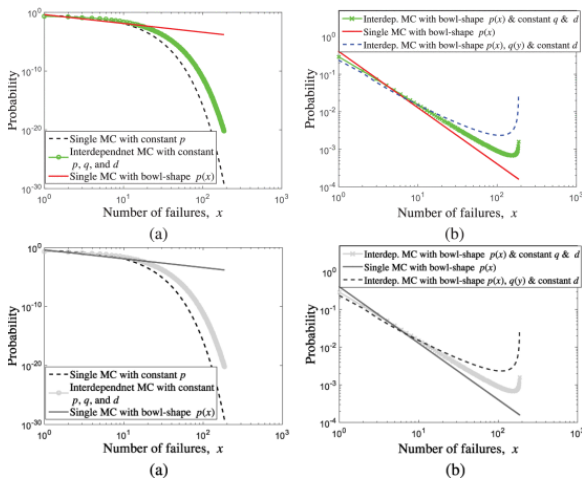 10^0
10^-10
10^-20
10^-30
Probability
Single MC with constant p
Interdependnet MC with constant
p, q, and d
Single MC with bowl-shape p(x)
10^0 10^1 10^2 10^3
Number of failures, x
(a)
Interdep. MC with bowl-shape p(x) & constant q & d
Single MC with bowl-shape p(x)
Interdep. MC with bowl-shape p(x), q(y) & constant d
10^0
10^-1
10^-2
10^-3
10^-4
Probability
10^0 10^1 10^2 10^3
Number of failures, x
(b)
10^0
10^-10
10^-20
10^-30
Probability
Single MC with constant p
Interdependnet MC with constant
p, q, and d
Single MC with bowl-shape p(x)
10^0 10^1 10^2 10^3
Number of failures, x
(a)
Interdep. MC with bowl-shape p(x) & constant q & d
Single MC with bowl-shape p(x)
Interdep. MC with bowl-shape p(x), q(y) & constant d
10^0
10^-1
10^-2
10^-3
10^-4
Probability
10^0 10^1 10^2 10^3
Number of failures, x
(b)